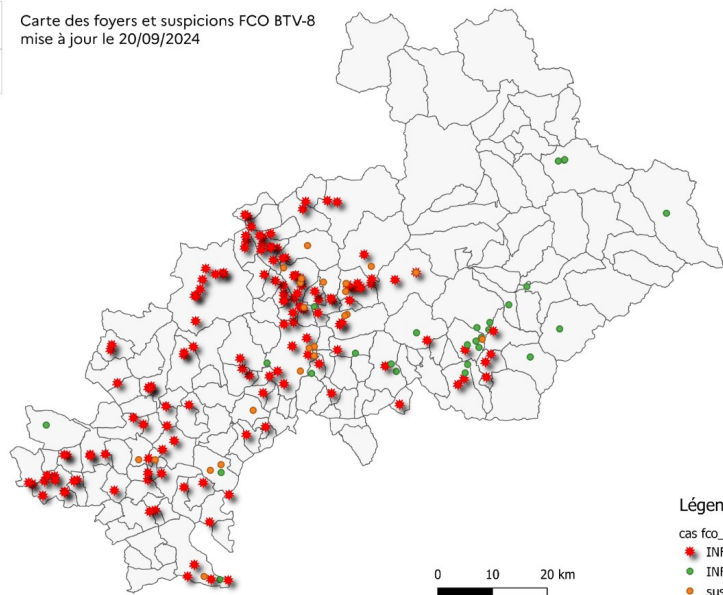 Carte des foyers et suspicions FCO BTV-8
mise à jour le 20/09/2024
Légen
cas fco_
INF
INF
sus
0 10 20 km